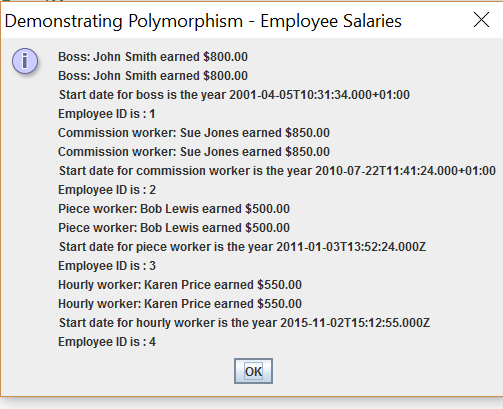 Demonstrating Polymorphism - Employee Salaries
Boss: John Smith earned $800.00
Boss: John Smith earned $800.00
Start date for boss is the year 2001-04-05T10:31:34.000+01:00
Employee ID is : 1
Commission worker: Sue Jones earned $850.00
Commission worker: Sue Jones earned $850.00
Start date for commission worker is the year 2010-07-22T11:41:24.000+01:00
Employee ID is : 2
Piece worker: Bob Lewis earned $500.00
Piece worker: Bob Lewis earned $500.00
Start date for piece worker is the year 2011-01-03T13:52:24.000Z
Employee ID is : 3
Hourly worker: Karen Price earned $550.00
Hourly worker: Karen Price earned $550.00
Start date for hourly worker is the year 2015-11-02T15:12:55.000Z
Employee ID is : 4
OK